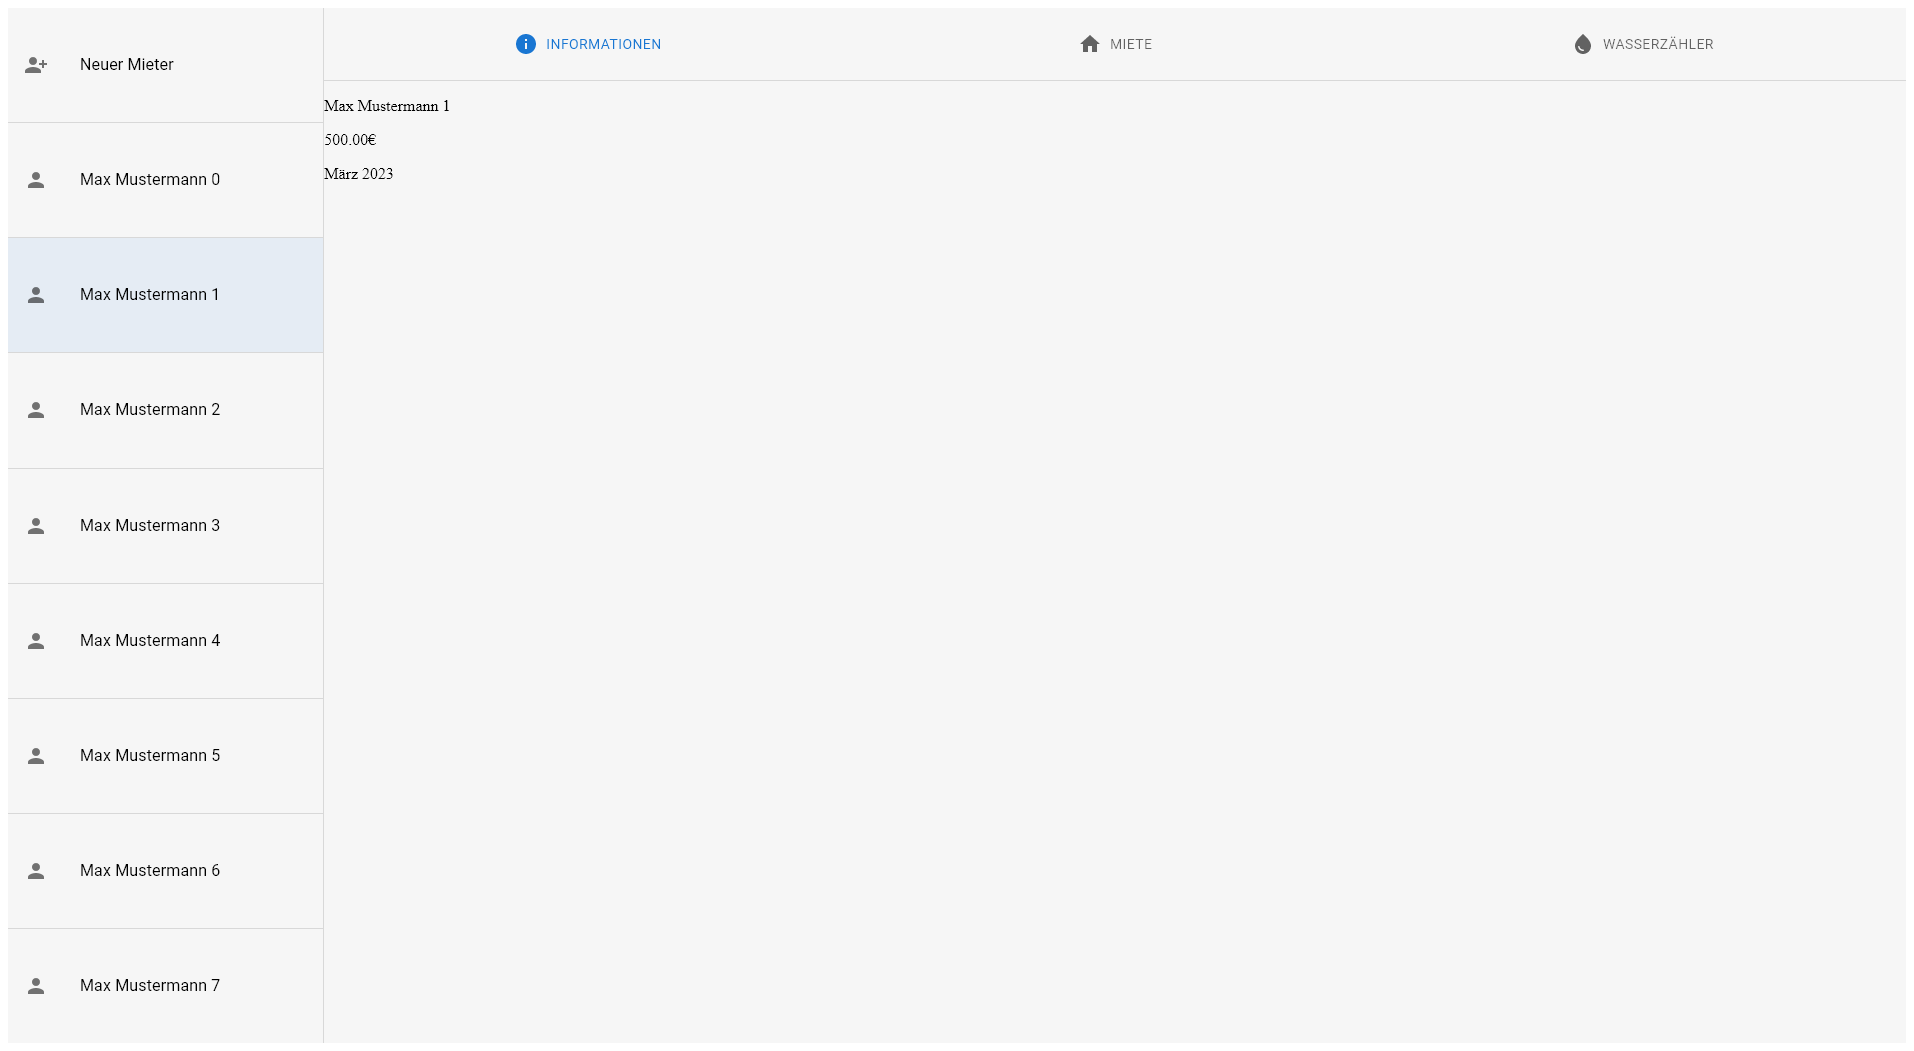 Neuer Mieter
Max Mustermann 0
Max Mustermann 1
Max Mustermann 2
Max Mustermann 3
Max Mustermann 4
Max Mustermann 5
Max Mustermann 6
Max Mustermann 7
INFORMATIONEN
MIETE
WASSERZÄHLER
Max Mustermann 1
500.00€
März 2023